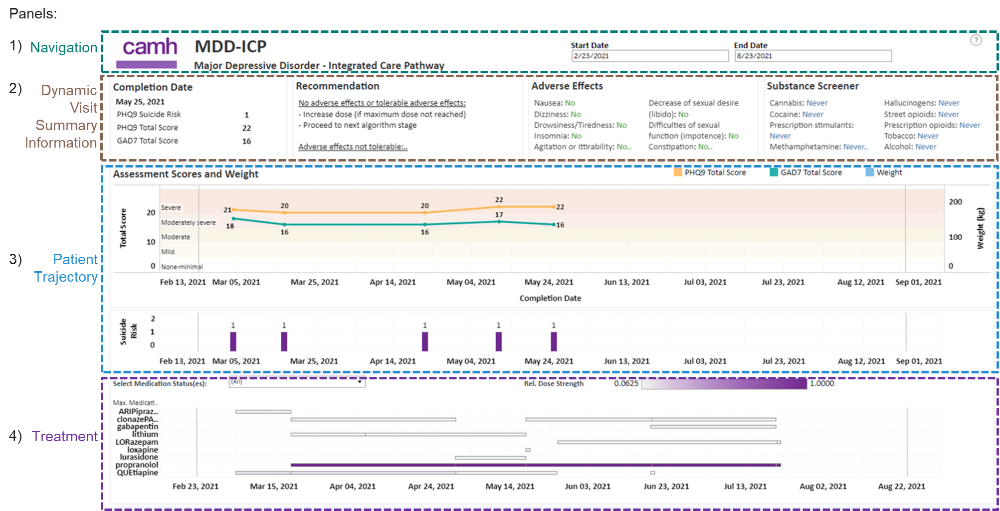 Panels:
1) Navigation
camh
MDD-ICP
Major Depressive Disorder - Integrated Care Pathway
Start Date
2/23/2021
End Date
8/23/2021
?
2) Dynamic
Visit
Summary
Information
Completion Date
May 25, 2021
PHQ9 Suicide Risk 1
PHQ9 Total Score 22
GAD7 Total Score 16
Recommendation
No adverse effects or tolerable adverse effects:
- Increase dose (if maximum dose not reached)
- Proceed to next algorithm stage
Adverse effects not tolerable:..
Adverse Effects
Nausea: No
Dizziness: No
Drowsiness/Tiredness: No
Insomnia: No
Agitation or ittirability: No..
Decrease of sexual desire
(libido): No
Difficulties of sexual
function (impotence): No
Constipation: No..
Substance Screener
Cannabis: Never
Cocaine: Never
Prescription stimulants:
Never
Methamphetamine: Never..
Hallucinogens: Never
Street opioids: Never
Prescription opioids: Never
Tobacco: Never
Alcohol: Never
3) Patient
Trajectory
Assessment Scores and Weight
PHQ9 Total Score GAD7 Total Score Weight
Total Score
20
10
0
Severe
Moderately severe
Moderate
Mild
None-minimal
21 20 20 22 22
18 16 16 17 16
200
100
0
Weight (kg)
Feb 13, 2021 Mar 05, 2021 Mar 25, 2021 Apr 14, 2021 May 04, 2021 May 24, 2021 Jun 13, 2021 Jul 03, 2021 Jul 23, 2021 Aug 12, 2021 Sep 01, 2021
Completion Date
Suicide
Risk
2
1
0
1 1 1 1 1
Feb 13, 2021 Mar 05, 2021 Mar 25, 2021 Apr 14, 2021 May 04, 2021 May 24, 2021 Jun 13, 2021 Jul 03, 2021 Jul 23, 2021 Aug 12, 2021 Sep 01, 2021
4) Treatment
Select Medication Status(es): (All)
Rel. Dose Strength 0.0625 1.0000
Max. Medicati..
ARIPipraz..
clonazePA..
gabapentin
lithium
LORazepam
loxapine
lurasidone
propranolol
QUEtiapine
Feb 23, 2021 Mar 15, 2021 Apr 04, 2021 Apr 24, 2021 May 14, 2021 Jun 03, 2021 Jun 23, 2021 Jul 13, 2021 Aug 02, 2021 Aug 22, 2021